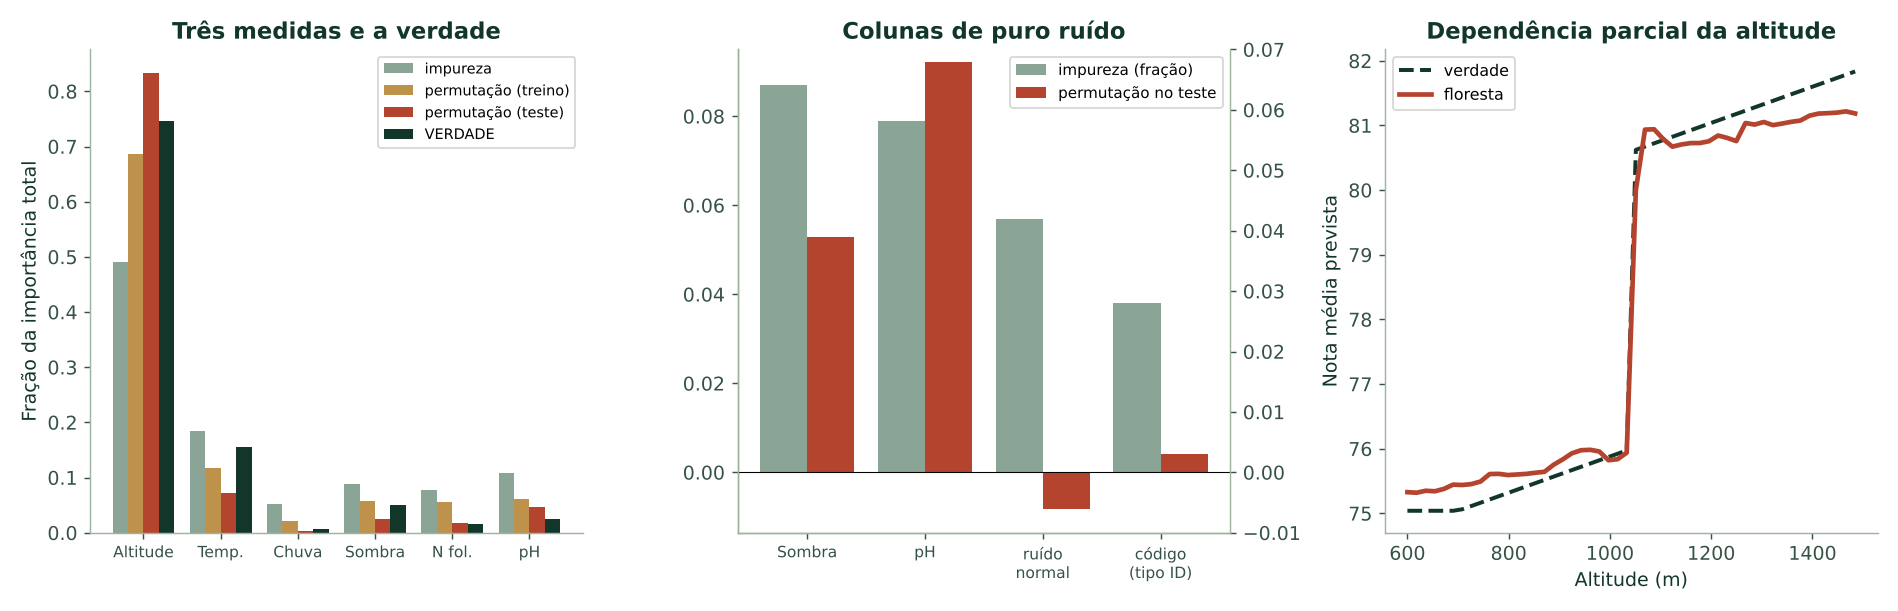 Três medidas e a verdade
Fração da importância total
0.8
0.7
0.6
0.5
0.4
0.3
0.2
0.1
0.0
impureza
permutação (treino)
permutação (teste)
VERDADE
Altitude
Temp.
Chuva
Sombra
N fol.
pH
Colunas de puro ruído
0.08
0.06
0.04
0.02
0.00
impureza (fração)
permutação no teste
0.07
0.06
0.05
0.04
0.03
0.02
0.01
0.00
−0.01
Sombra
pH
ruído
normal
código
(tipo ID)
Dependência parcial da altitude
Nota média prevista
82
81
80
79
78
77
76
75
verdade
floresta
600
800
1000
1200
1400
Altitude (m)